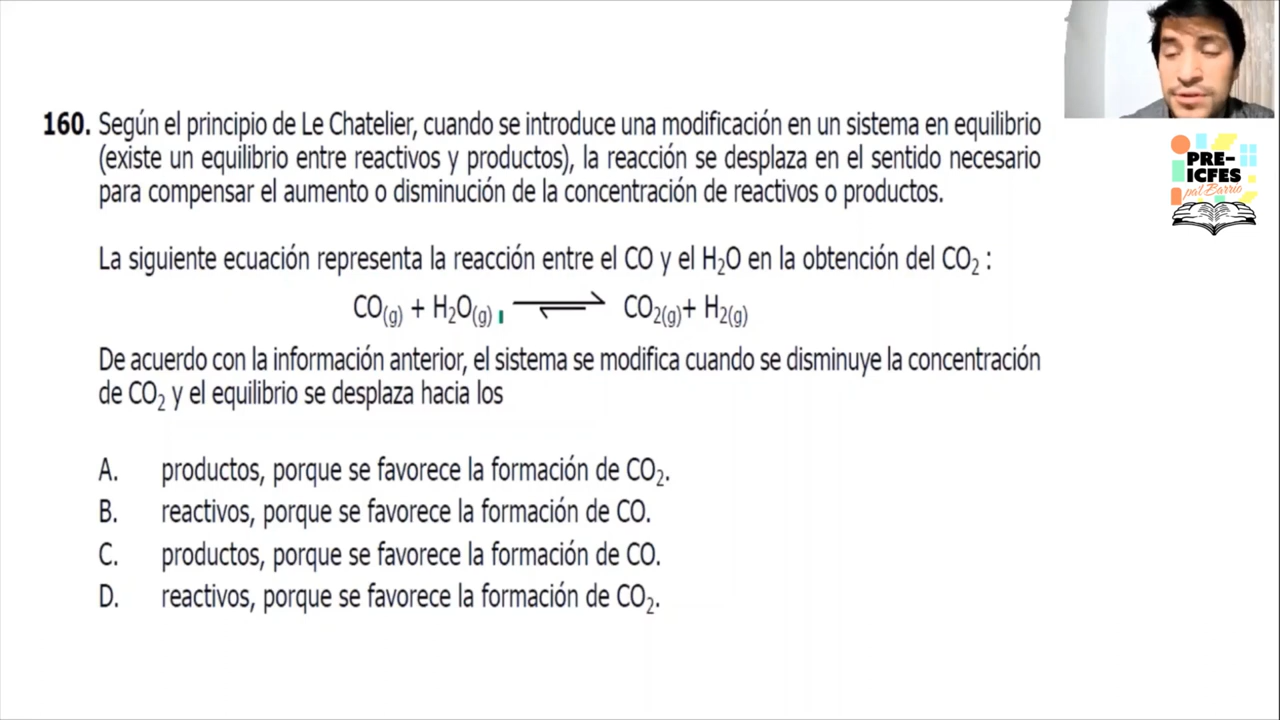 160. Según el principio de Le Chatelier, cuando se introduce una modificación en un sistema en equilibrio
(existe un equilibrio entre reactivos y productos), la reacción se desplaza en el sentido necesario
para compensar el aumento o disminución de la concentración de reactivos o productos.
La siguiente ecuación representa la reacción entre el CO y el H₂O en la obtención del CO₂ :
CO(g) + H₂O(g) ⇌ CO₂(g)+ H₂(g)
De acuerdo con la información anterior, el sistema se modifica cuando se disminuye la concentración
de CO₂ y el equilibrio se desplaza hacia los
A. productos, porque se favorece la formación de CO₂.
B. reactivos, porque se favorece la formación de CO.
C. productos, porque se favorece la formación de CO.
D. reactivos, porque se favorece la formación de CO₂.
PRE-
ICFES
pa'l Barrio